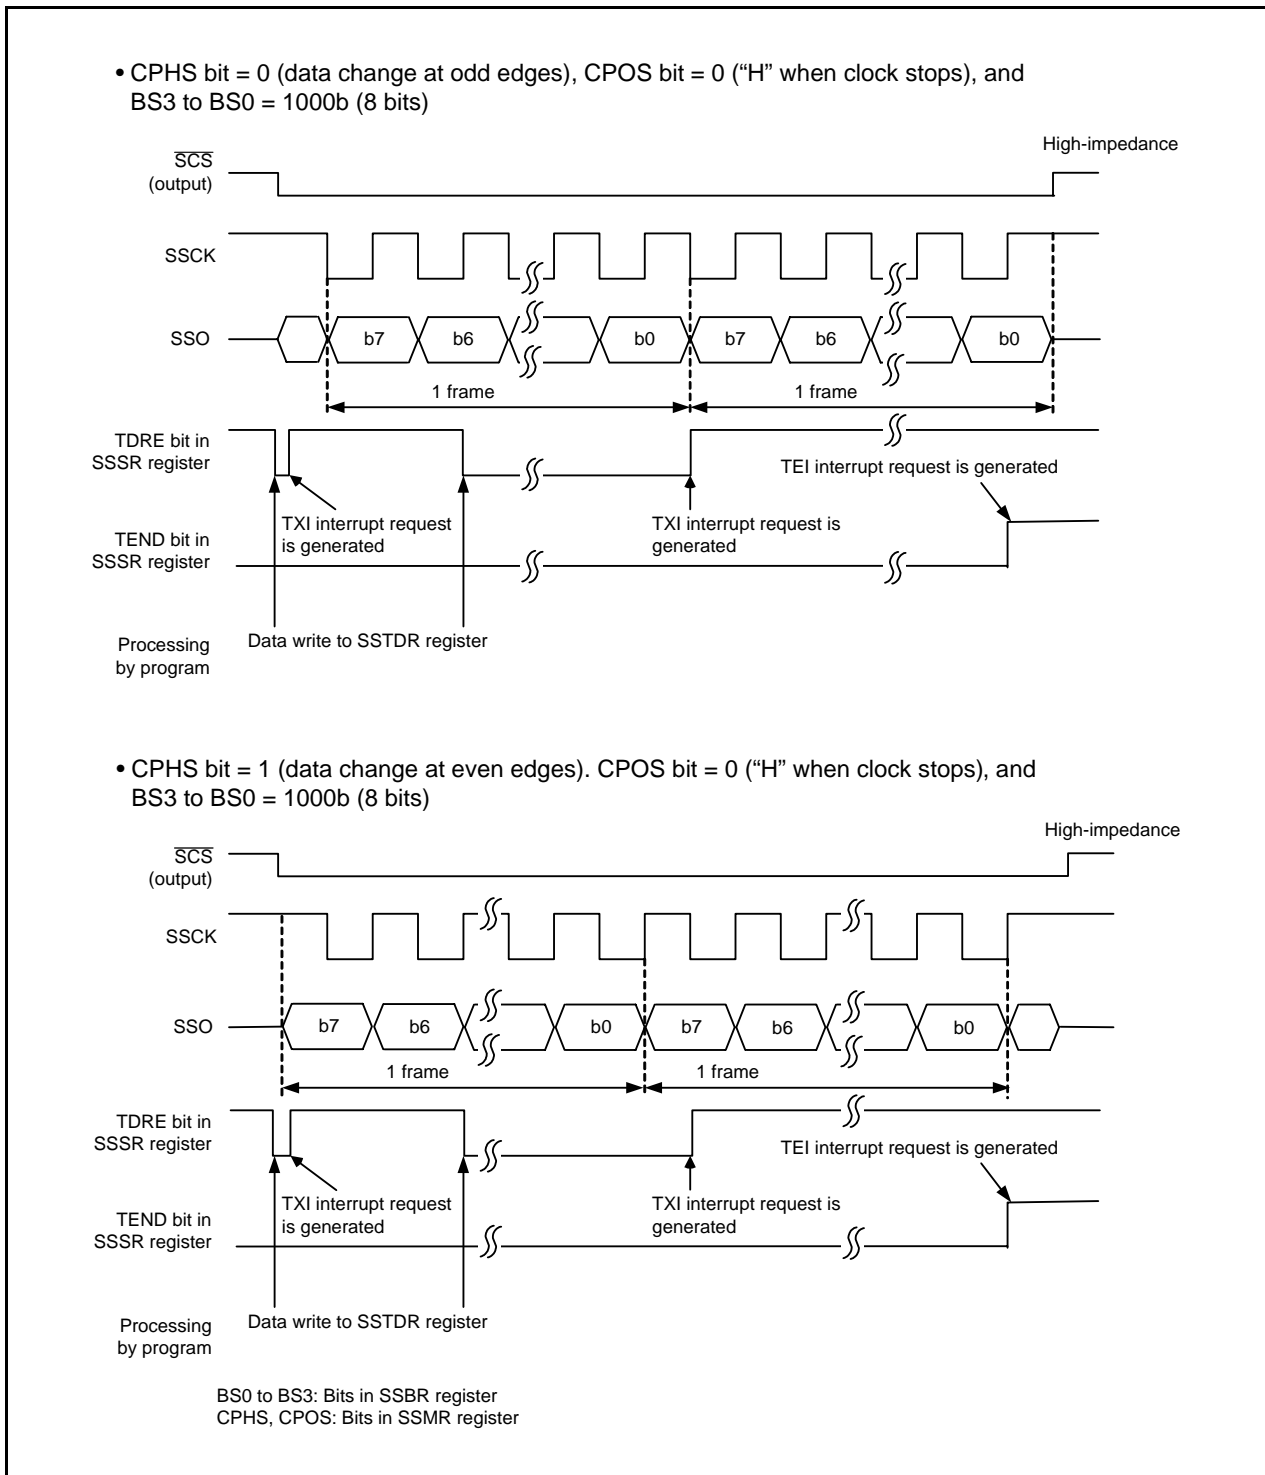 • CPHS bit = 0 (data change at odd edges), CPOS bit = 0 (“H” when clock stops), and
BS3 to BS0 = 1000b (8 bits)
High-impedance
SCS
(output)
SSCK
SSO
b7
b6
b0
b7
b6
b0
1 frame
1 frame
TDRE bit in
SSSR register
TEI interrupt request is generated
TXI interrupt request
is generated
TXI interrupt request is
generated
TEND bit in
SSSR register
Processing
by program
Data write to SSTDR register
• CPHS bit = 1 (data change at even edges). CPOS bit = 0 (“H” when clock stops), and
BS3 to BS0 = 1000b (8 bits)
High-impedance
SCS
(output)
SSCK
SSO
b7
b6
b0
b7
b6
b0
1 frame
1 frame
TDRE bit in
SSSR register
TEI interrupt request is generated
TXI interrupt request
is generated
TXI interrupt request is
generated
TEND bit in
SSSR register
Processing
by program
Data write to SSTDR register
BS0 to BS3: Bits in SSBR register
CPHS, CPOS: Bits in SSMR register